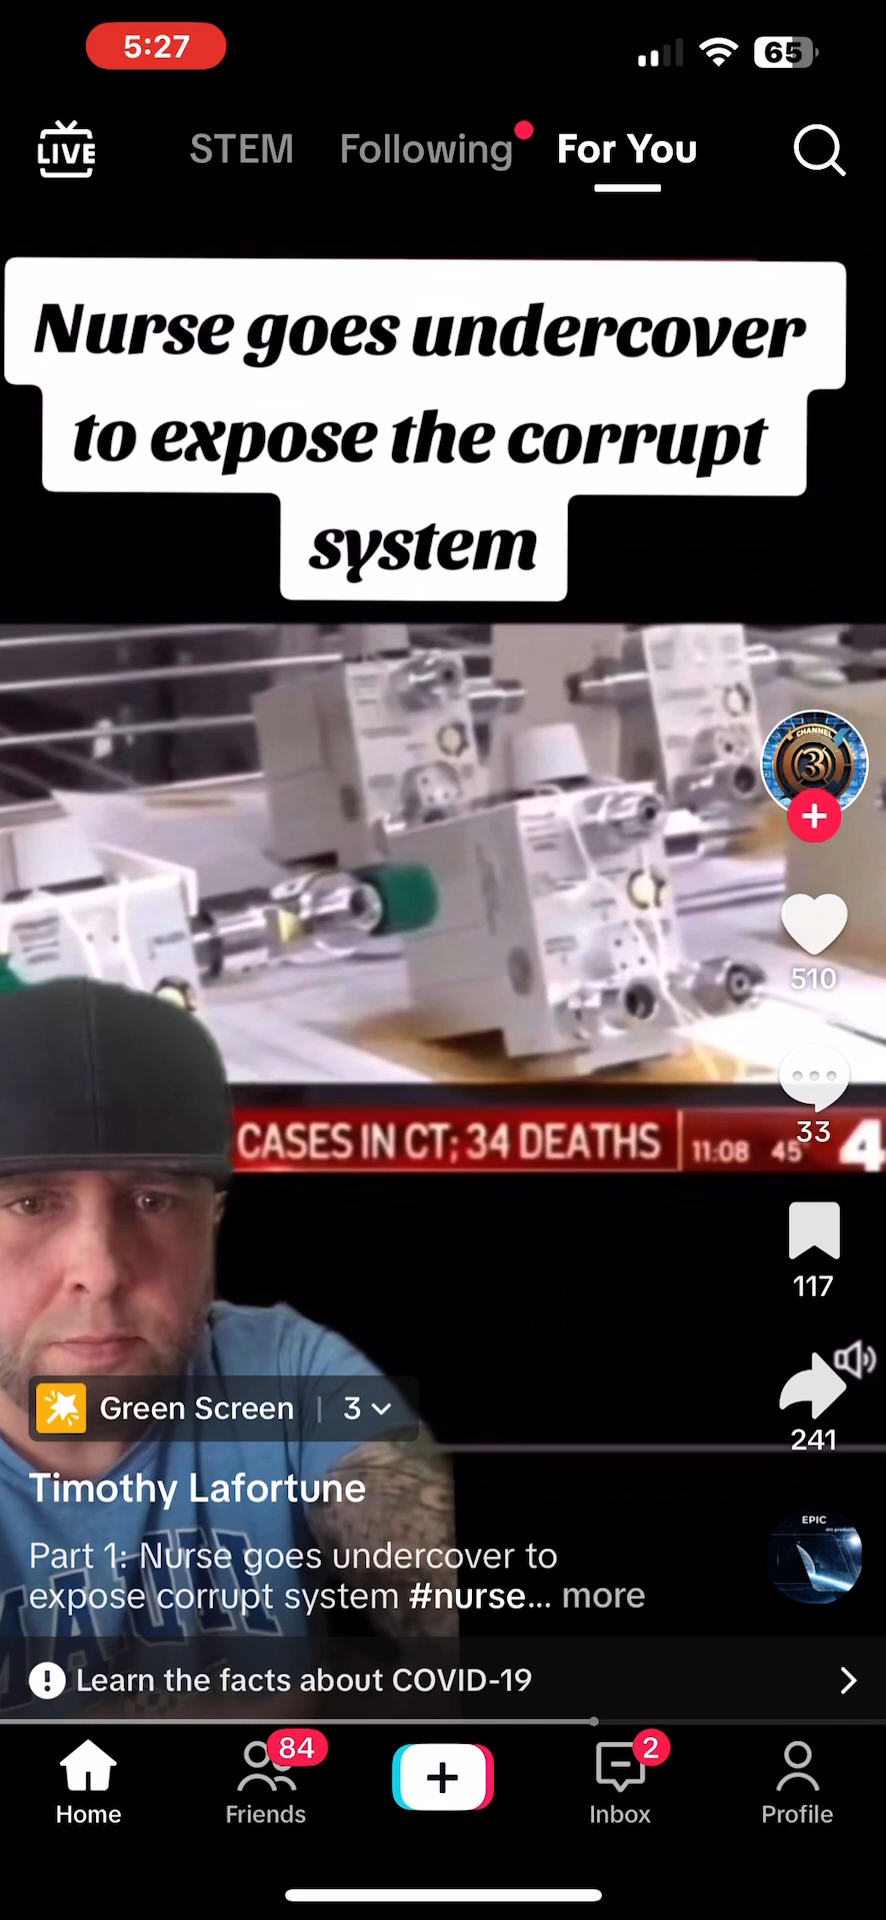 5:27
65
LIVE
STEM
Following
For You
Nurse goes undercover
to expose the corrupt
system
CHANNEL
3
510
33
CASES IN CT; 34 DEATHS
11:08 45° 4
117
241
Green Screen | 3
Timothy Lafortune
EPIC
Part 1: Nurse goes undercover to
expose corrupt system #nurse... more
Learn the facts about COVID-19
84
2
Home
Friends
Inbox
Profile